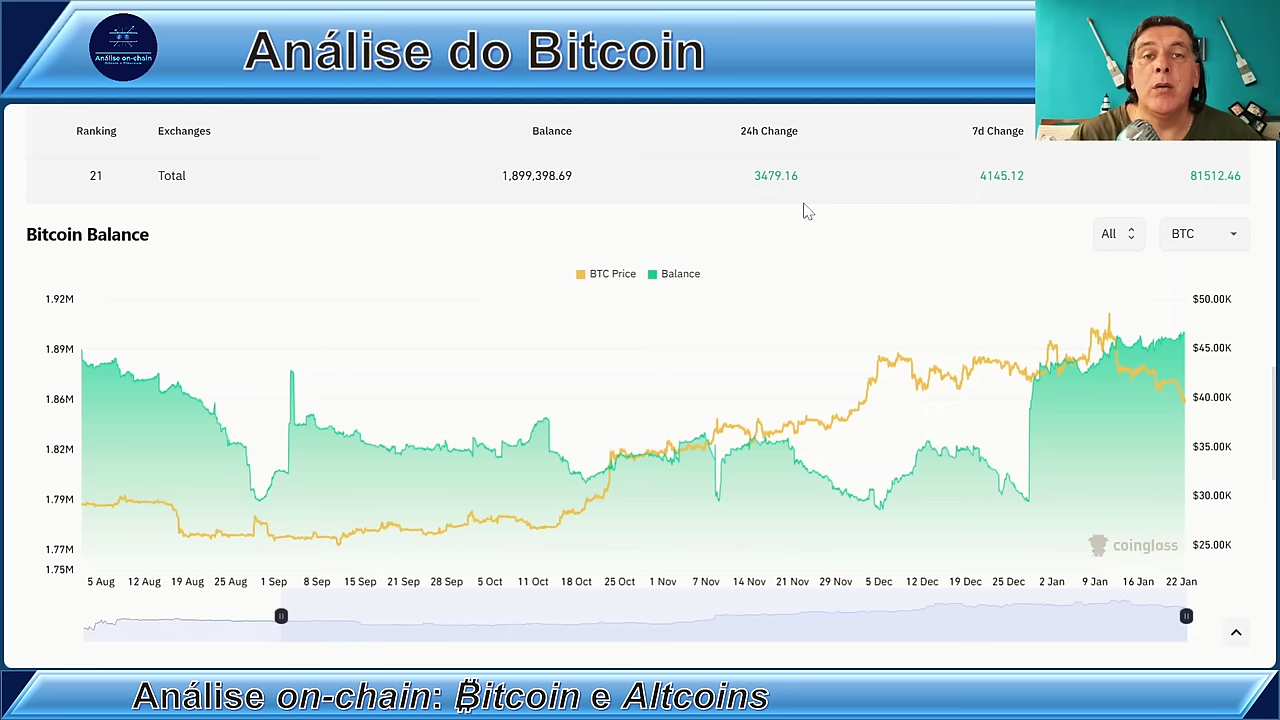 Análise on-chain
Análise do Bitcoin
Ranking Exchanges Balance 24h Change 7d Change
21 Total 1,899,398.69 3479.16 4145.12 81512.46
Bitcoin Balance
All BTC
BTC Price Balance
1.92M $50.00K
1.89M $45.00K
1.86M $40.00K
1.82M $35.00K
1.79M $30.00K
1.77M $25.00K
1.75M
coinglass
5 Aug 12 Aug 19 Aug 25 Aug 1 Sep 8 Sep 15 Sep 21 Sep 28 Sep 5 Oct 11 Oct 18 Oct 25 Oct 1 Nov 7 Nov 14 Nov 21 Nov 29 Nov 5 Dec 12 Dec 19 Dec 25 Dec 2 Jan 9 Jan 16 Jan 22 Jan
Análise on-chain: ₿itcoin e Altcoins